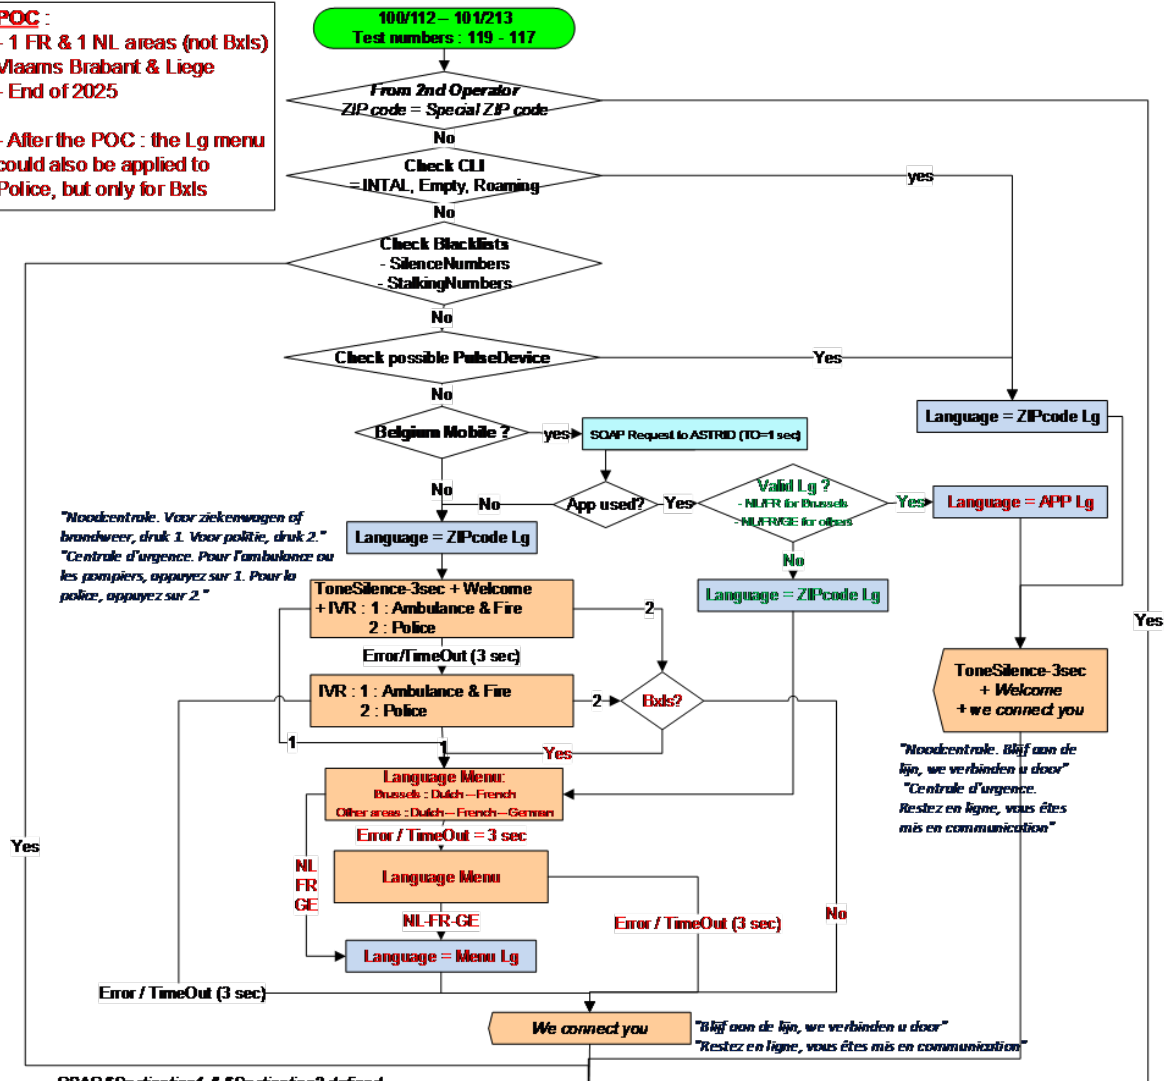 POC :
- 1 FR & 1 NL areas (not Bxls)
Vlaams Brabant & Liege
- End of 2025
- After the POC : the Lg menu
could also be applied to
Police, but only for Bxls
100/112 – 101/213
Test numbers : 119 - 117
From 2nd Operator
ZIP code = Special ZIP code
No
Check CLI
= INTAL, Empty, Roaming
yes
No
Check Blacklists
- SilenceNumbers
- StalkingNumbers
No
Check possible PulseDevice
Yes
No
Language = ZIPcode Lg
Belgium Mobile ?
yes
SOAP Request to ASTRID (TO=1 sec)
No
No
App used?
Yes
Valid Lg ?
- NL/FR for Brussels
- NL/FR/GE for others
Yes
Language = APP Lg
No
"Noodcentrale. Voor ziekenwagen of
brandweer, druk 1. Voor politie, druk 2."
"Centrale d'urgence. Pour l'ambulance ou
les pompiers, appuyez sur 1. Pour la
police, appuyez sur 2."
Language = ZIPcode Lg
Language = ZIPcode Lg
ToneSilence-3sec + Welcome
+ IVR : 1 : Ambulance & Fire
2 : Police
2
Yes
Error/TimeOut (3 sec)
IVR : 1 : Ambulance & Fire
2 : Police
2
Bxls?
ToneSilence-3sec
+ Welcome
+ we connect you
1
1
Yes
"Noodcentrale. Blijf aan de
lijn, we verbinden u door"
"Centrale d'urgence.
Restez en ligne, vous êtes
mis en communication"
Language Menu:
Brussels : Dutch – French
Other areas : Dutch – French – German
Error / TimeOut = 3 sec
Yes
NL
FR
GE
Language Menu
NL-FR-GE
Error / TimeOut (3 sec)
No
Language = Menu Lg
Error / TimeOut (3 sec)
We connect you
"Blijf aan de lijn, we verbinden u door"
"Restez en ligne, vous êtes mis en communication"